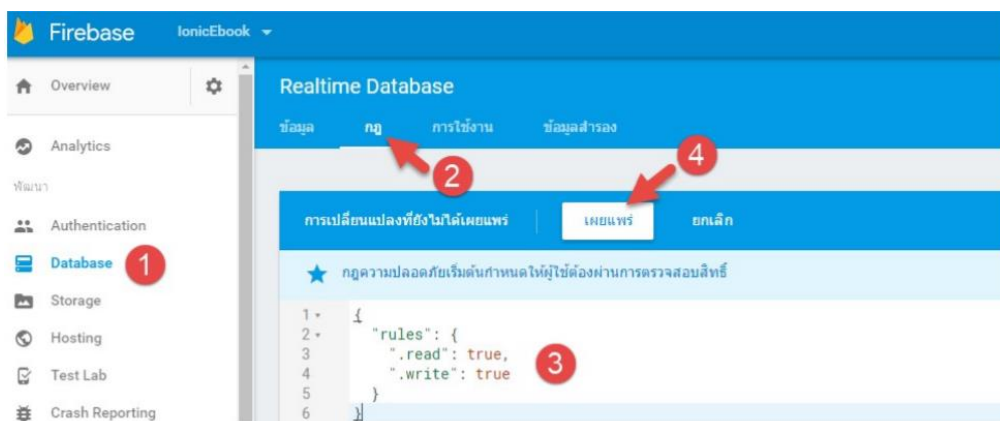 Firebase IonicEbook
Overview
Analytics
พัฒนา
Authentication
Database 1
Storage
Hosting
Test Lab
Crash Reporting
Realtime Database
ข้อมูล กฎ การใช้งาน ข้อมูลสำรอง
2
4
การเปลี่ยนแปลงที่ยังไม่ได้เผยแพร่ เผยแพร่ ยกเลิก
กฎความปลอดภัยเริ่มต้นกำหนดให้ผู้ใช้ต้องผ่านการตรวจสอบสิทธิ์
1 {
2 "rules": {
3 ".read": true,
4 ".write": true
5 }
6 }
3